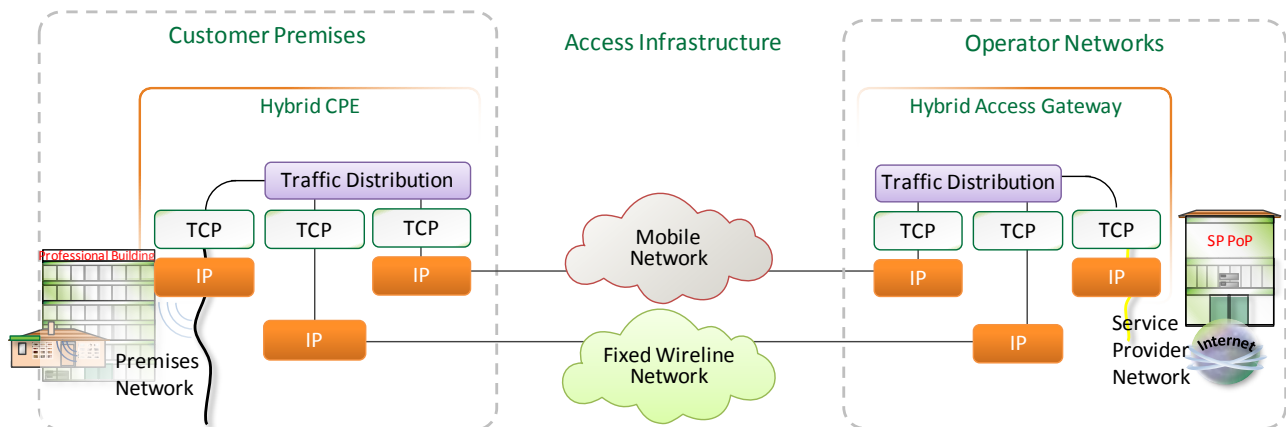 Customer Premises
Access Infrastructure
Operator Networks
Hybrid CPE
Hybrid Access Gateway
Traffic Distribution
Traffic Distribution
TCP
TCP
TCP
TCP
TCP
TCP
Professional Building
Mobile
Network
SP PoP
IP
IP
IP
IP
IP
IP
Premises
Network
Fixed Wireline
Network
Service
Provider
Network
Internet